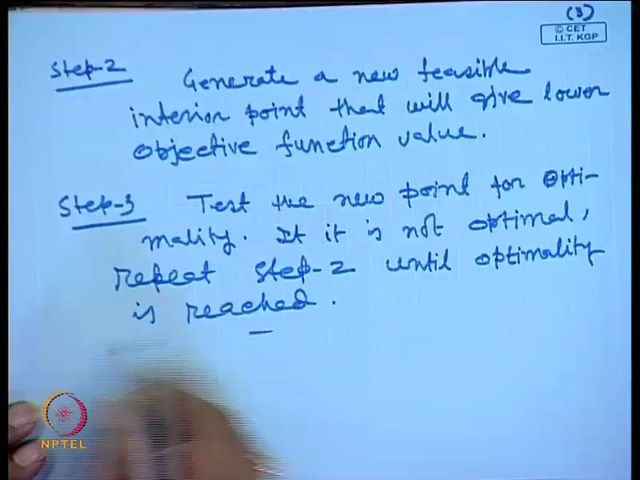 (3)
© CET
I.I.T. KGP
Step-2 Generate a new feasible
interior point that will give lower
objective function value.
Step-3 Test the new point for opti-
mality. If it is not optimal,
repeat Step-2 until optimality
is reached.
NPTEL